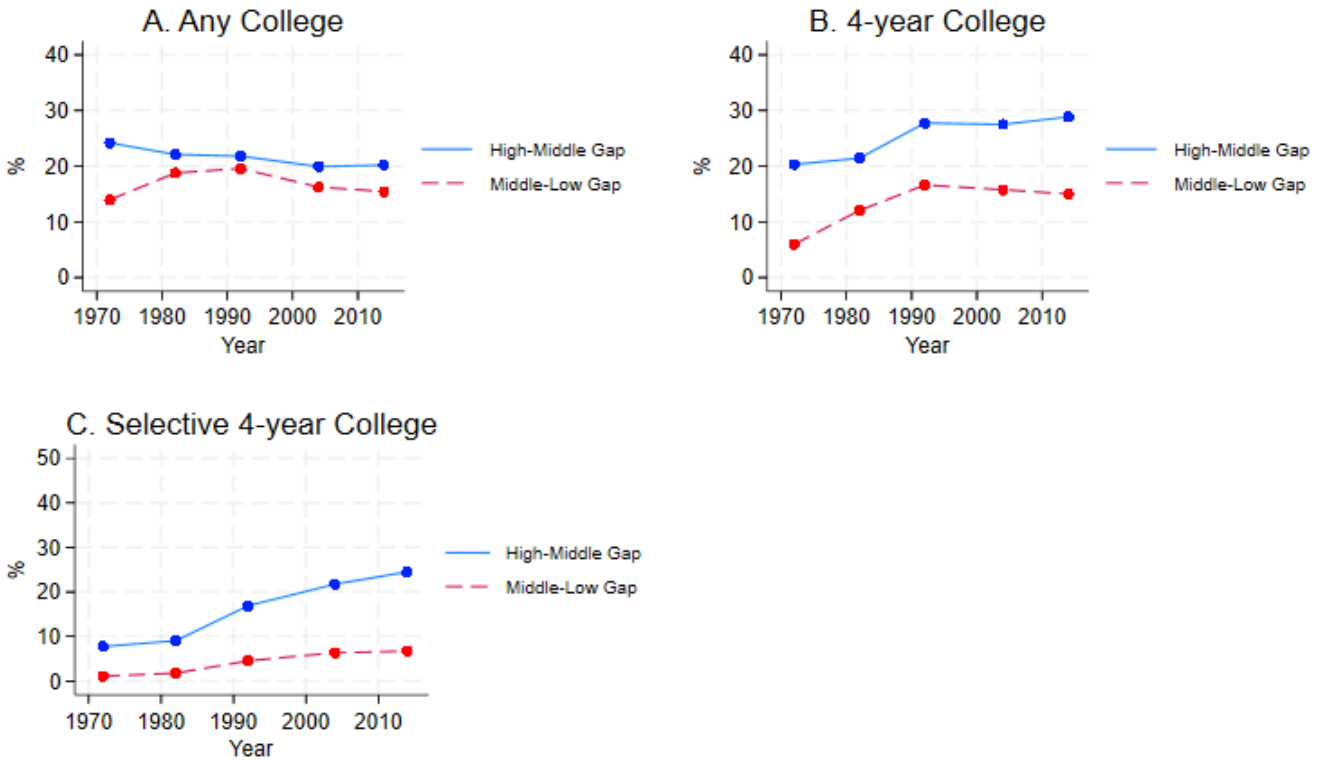 A. Any College
40
30
20
10
0
%
1970 1980 1990 2000 2010
Year
High-Middle Gap
Middle-Low Gap
B. 4-year College
40
30
20
10
0
%
1970 1980 1990 2000 2010
Year
High-Middle Gap
Middle-Low Gap
C. Selective 4-year College
50
40
30
20
10
0
%
1970 1980 1990 2000 2010
Year
High-Middle Gap
Middle-Low Gap